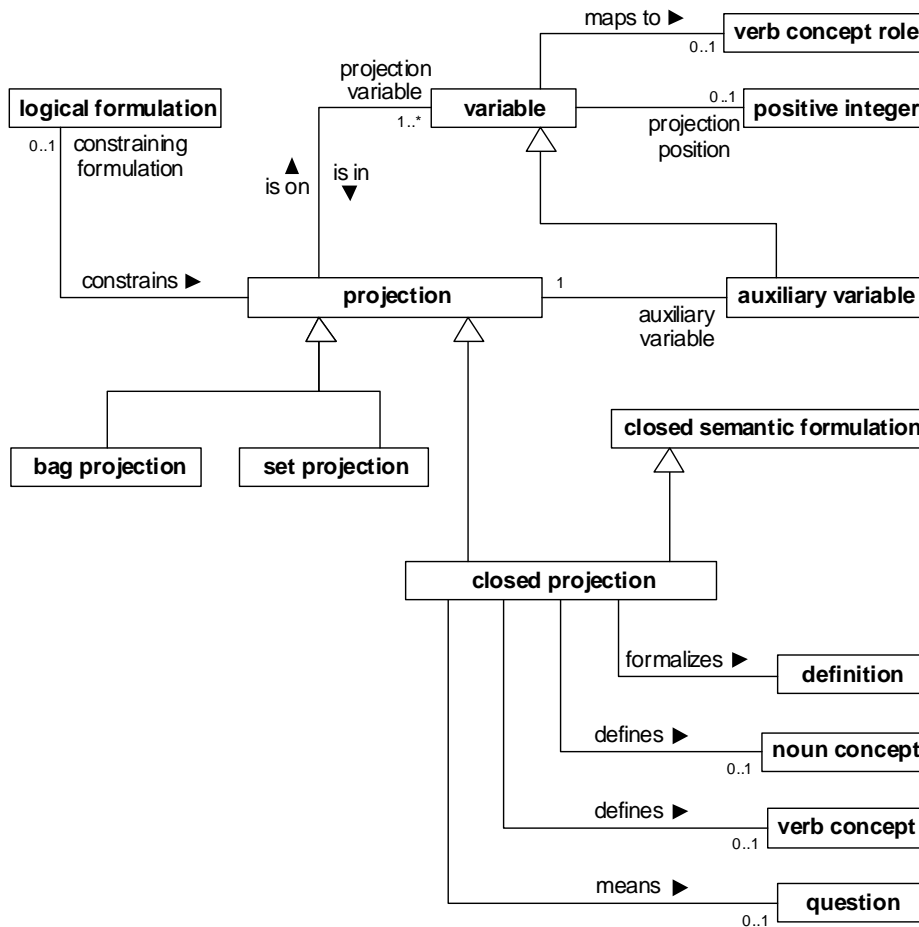 maps to ►
verb concept role
0..1
projection
variable
1..*
variable
0..1
positive integer
projection
position
logical formulation
0..1
constraining
formulation
▲
is on
is in
▼
constrains ►
projection
1
auxiliary variable
auxiliary
variable
closed semantic formulation
bag projection
set projection
closed projection
formalizes ►
definition
defines ►
noun concept
0..1
defines ►
verb concept
0..1
means ►
question
0..1